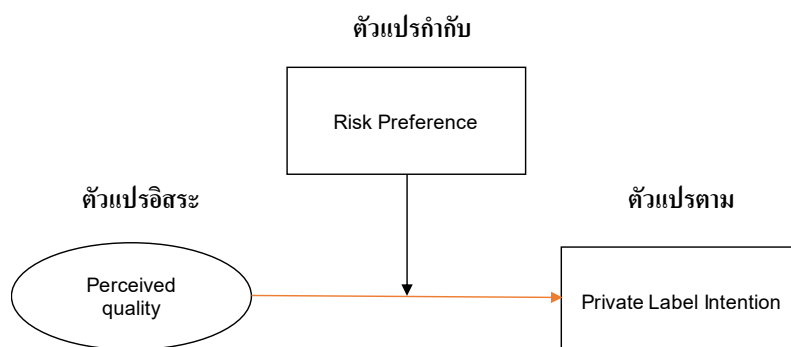 ตัวแปรกำกับ
Risk Preference
ตัวแปรอิสระ
ตัวแปรตาม
Perceived
quality
Private Label Intention